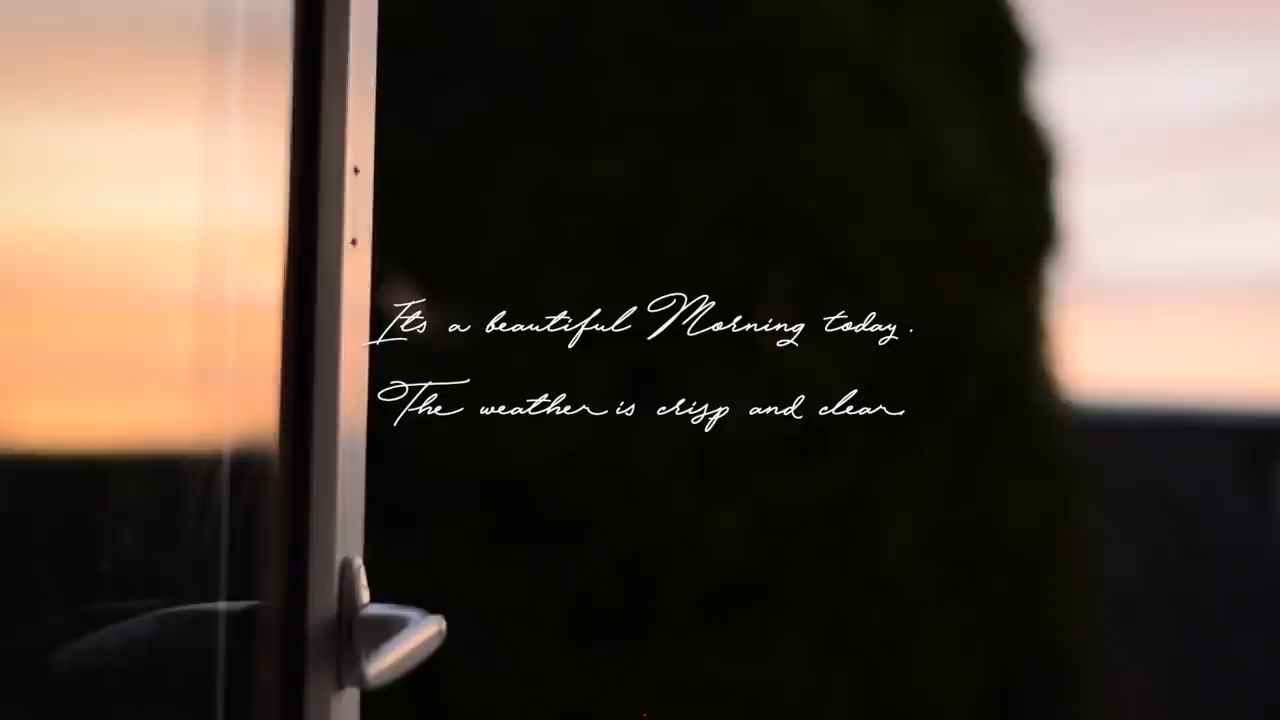 Its a beautiful Morning today.
The weather is crisp and clear.